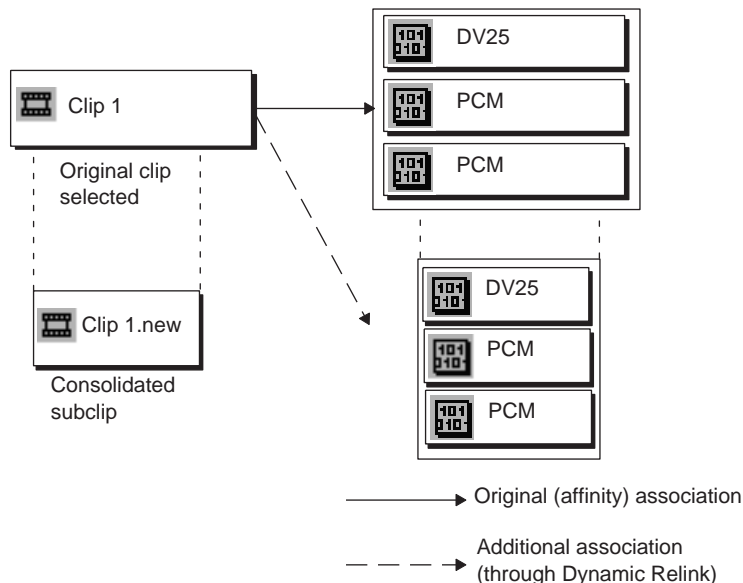 DV25
Clip 1
PCM
PCM
Original clip
selected
DV25
Clip 1.new
PCM
Consolidated
subclip
PCM
Original (affinity) association
Additional association
(through Dynamic Relink)